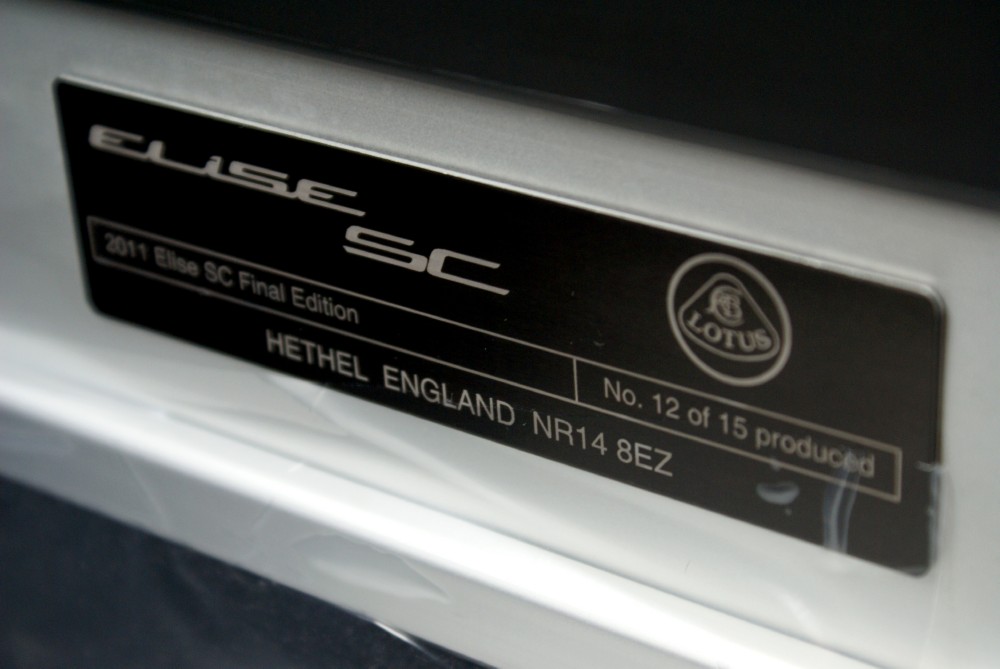 ELISE
SC
2011 Elise SC Final Edition
LOTUS
No. 12 of 15 produced
HETHEL ENGLAND NR14 8EZ